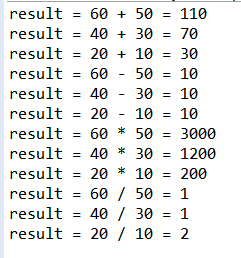 result = 60 + 50 = 110
result = 40 + 30 = 70
result = 20 + 10 = 30
result = 60 - 50 = 10
result = 40 - 30 = 10
result = 20 - 10 = 10
result = 60 * 50 = 3000
result = 40 * 30 = 1200
result = 20 * 10 = 200
result = 60 / 50 = 1
result = 40 / 30 = 1
result = 20 / 10 = 2